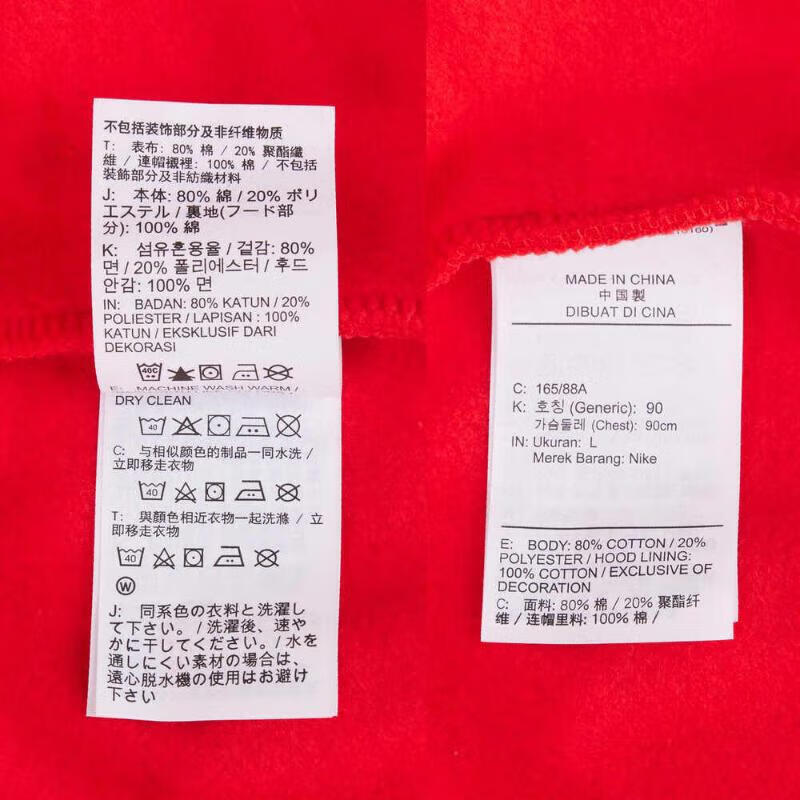 不包括装饰部分及非纤维物质
T: 表布: 80% 棉 / 20% 聚酯纖
維 / 連帽襯裡: 100% 棉 / 不包括
裝飾部分及非紡織材料
J: 本体: 80% 綿 / 20% ポリ
エステル / 裏地(フード部
分): 100% 綿
K: 섬유혼용율 / 겉감: 80%
면 / 20% 폴리에스터 / 후드
안감: 100% 면
IN: BADAN: 80% KATUN / 20%
POLIESTER / LAPISAN : 100%
KATUN / EKSKLUSIF DARI
DEKORASI
40C
E: MACHINE WASH WARM /
DRY CLEAN
40
C: 与相似颜色的制品一同水洗 /
立即移走衣物
40
T: 與顏色相近衣物一起洗滌 / 立
即移走衣物
40
W
J: 同系色の衣料と洗濯し
て下さい。 / 洗濯後、速や
かに干してください。 / 水を
通しにくい素材の場合は、
遠心脱水機の使用はお避け
下さい
MADE IN CHINA
中国製
DIBUAT DI CINA
C: 165/88A
K: 호칭 (Generic): 90
가슴둘레 (Chest): 90cm
IN: Ukuran: L
Merek Barang: Nike
E: BODY: 80% COTTON / 20%
POLYESTER / HOOD LINING:
100% COTTON / EXCLUSIVE OF
DECORATION
C: 面料: 80% 棉 / 20% 聚酯纤
维 / 连帽里料: 100% 棉 /